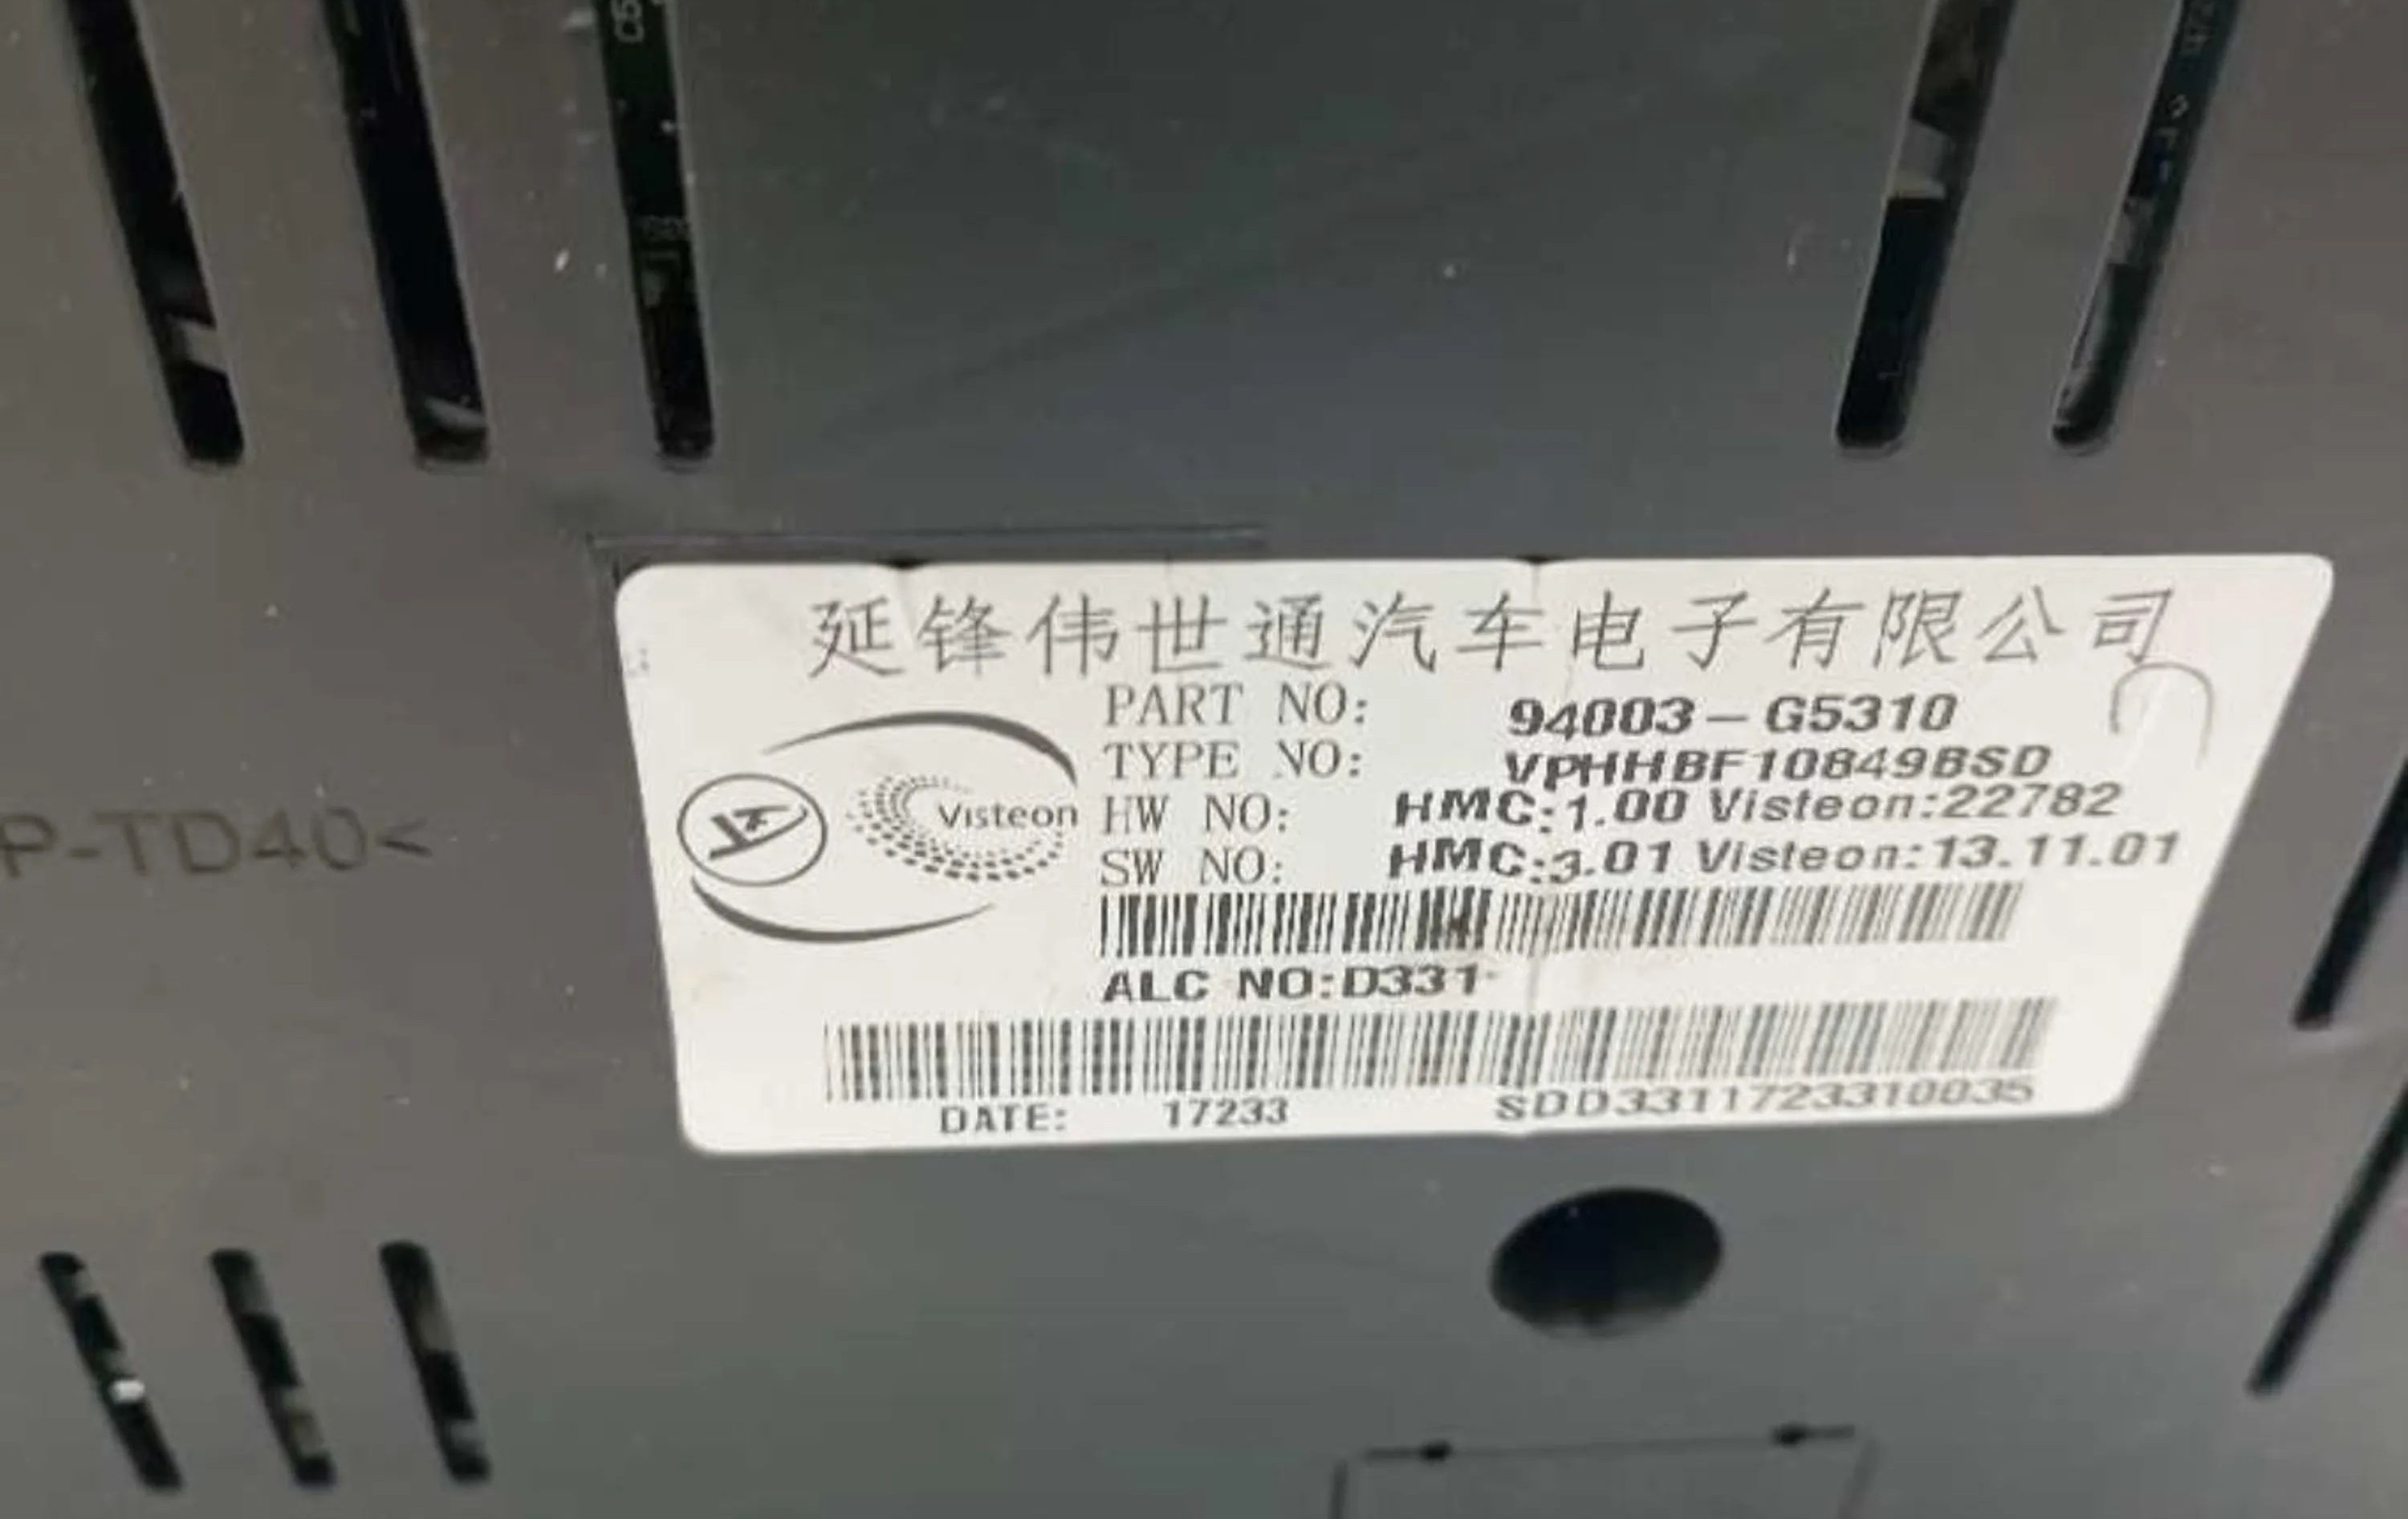 延锋伟世通汽车电子有限公司
PART NO: 94003-G5310
TYPE NO: VPHHBF10849BSD
Visteon
HW NO: HMC:1.00 Visteon:22782
SW NO: HMC:3.01 Visteon:13.11.01
ALC NO:D331
DATE: 17233 SDD3311723310035
P-TD40<